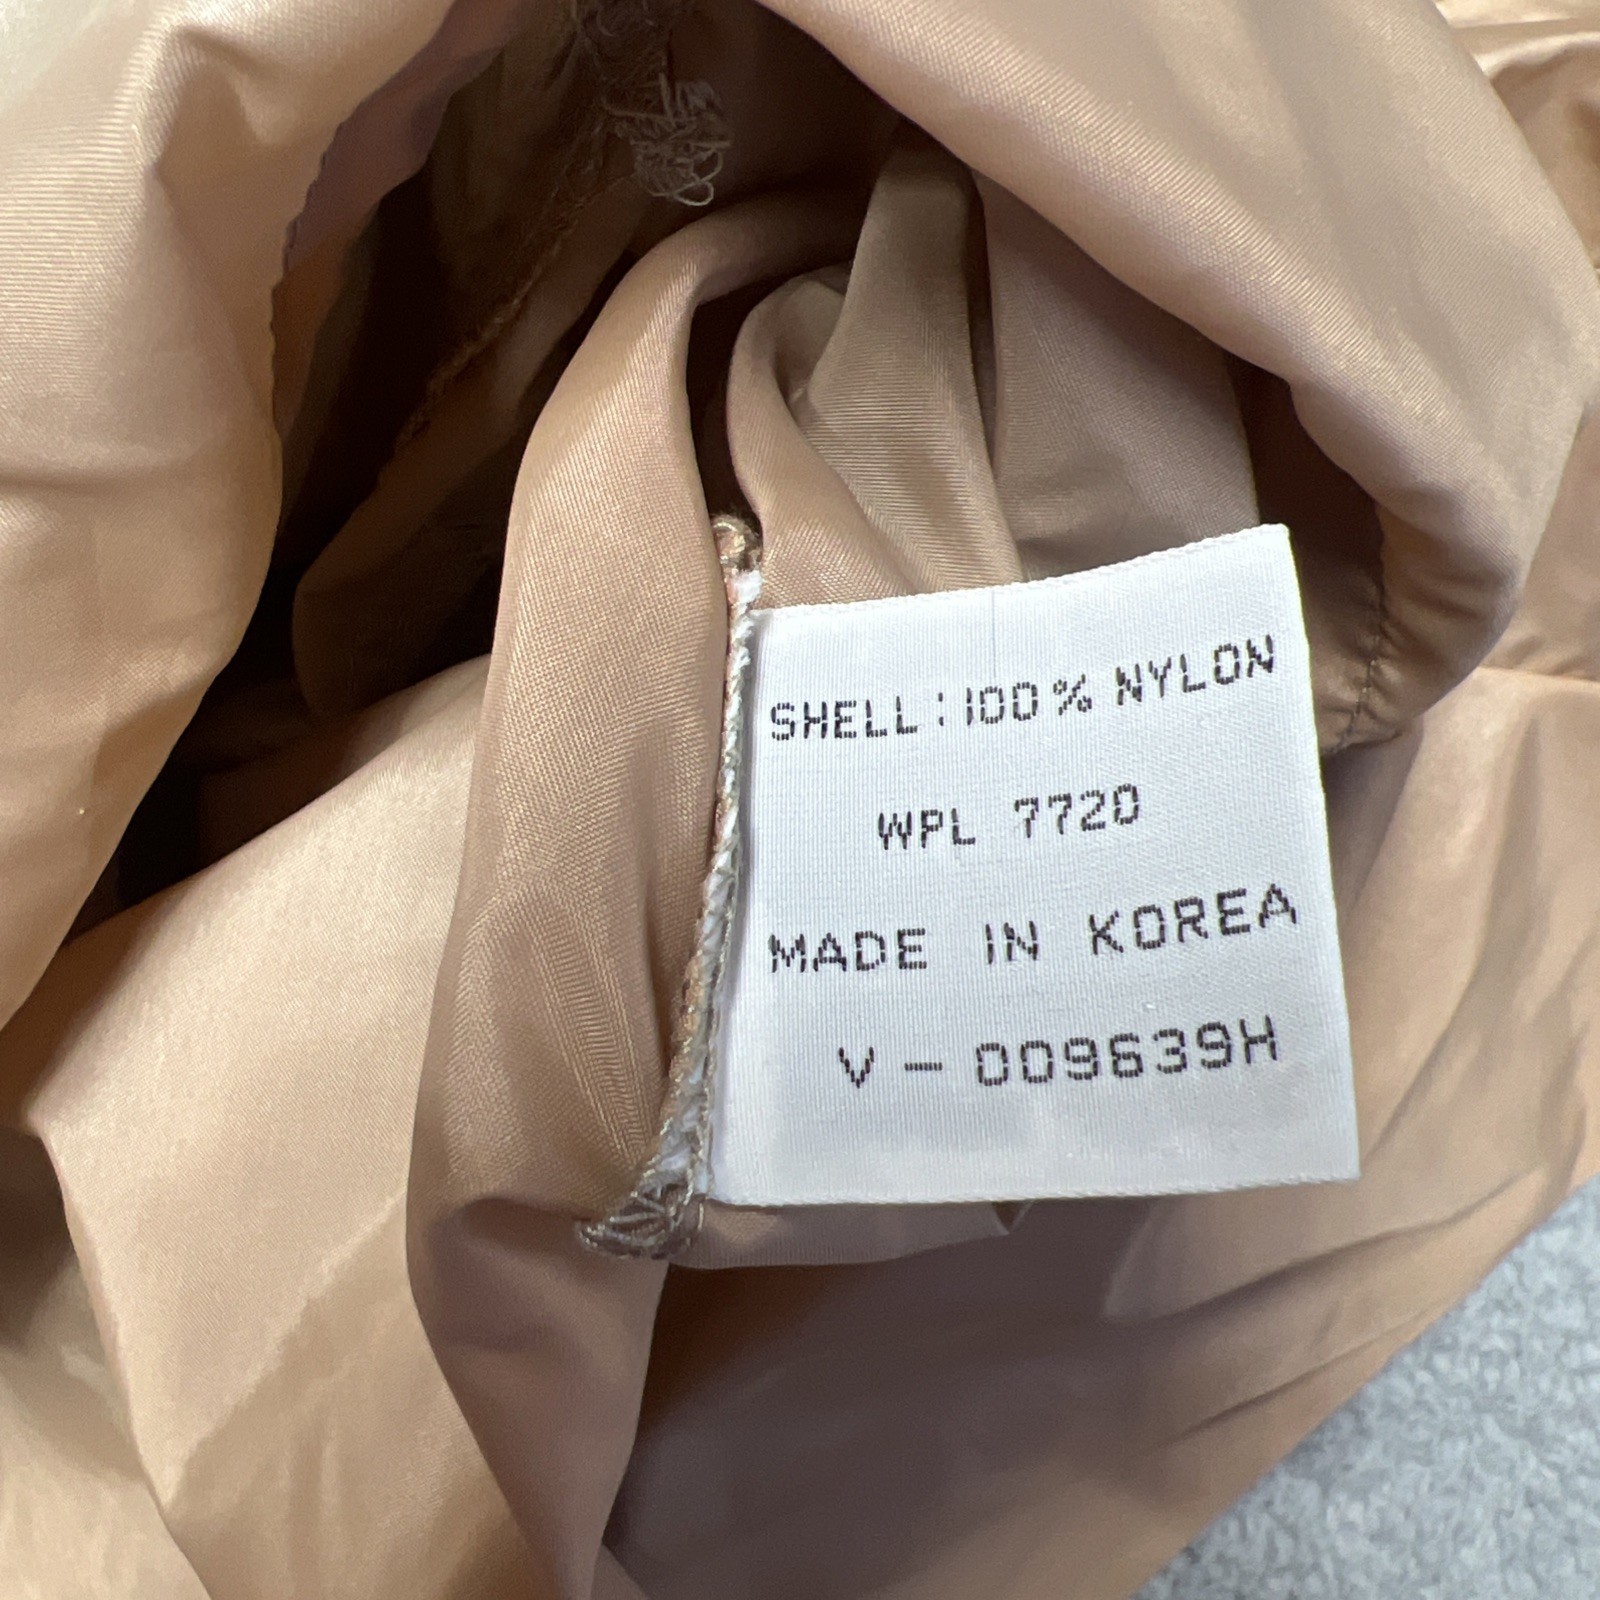 SHELL : 100% NYLON
WPL 7720
MADE IN KOREA
V - 009639H